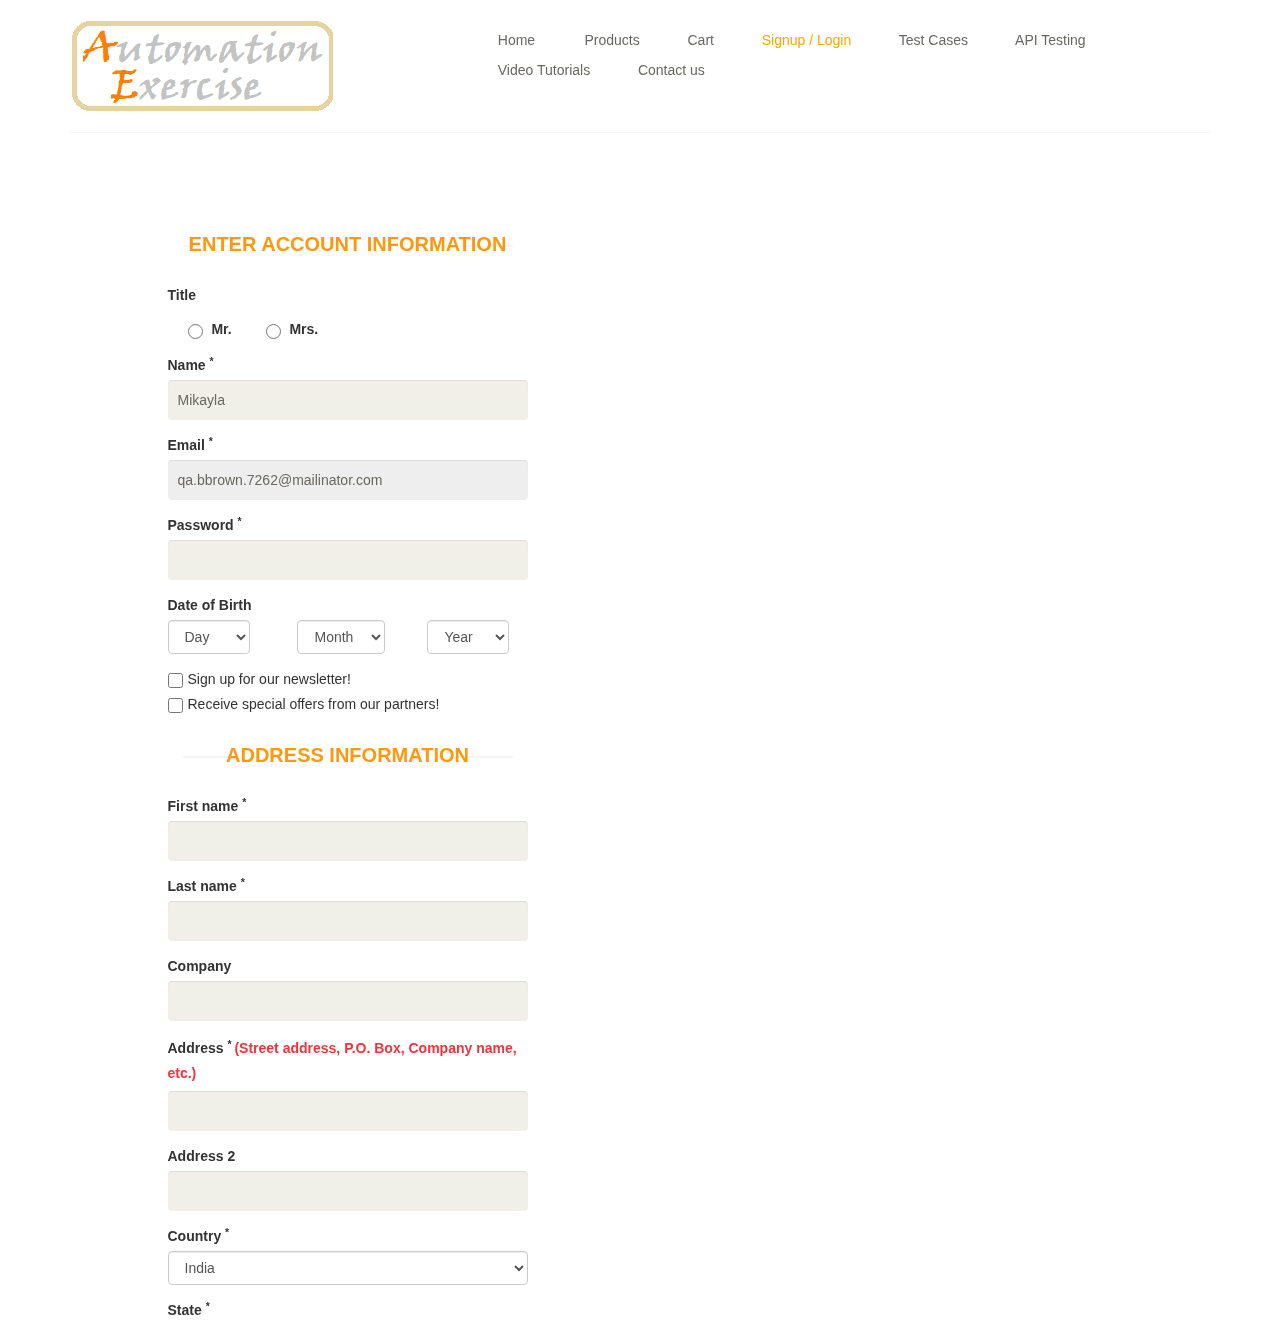 Automation
Exercise
Home Products Cart Signup / Login Test Cases API Testing
Video Tutorials Contact us
ENTER ACCOUNT INFORMATION
Title
Mr. Mrs.
Name *
Mikayla
Email *
qa.bbrown.7262@mailinator.com
Password *
Date of Birth
Day Month Year
Sign up for our newsletter!
Receive special offers from our partners!
ADDRESS INFORMATION
First name *
Last name *
Company
Address * (Street address, P.O. Box, Company name,
etc.)
Address 2
Country *
India
State *